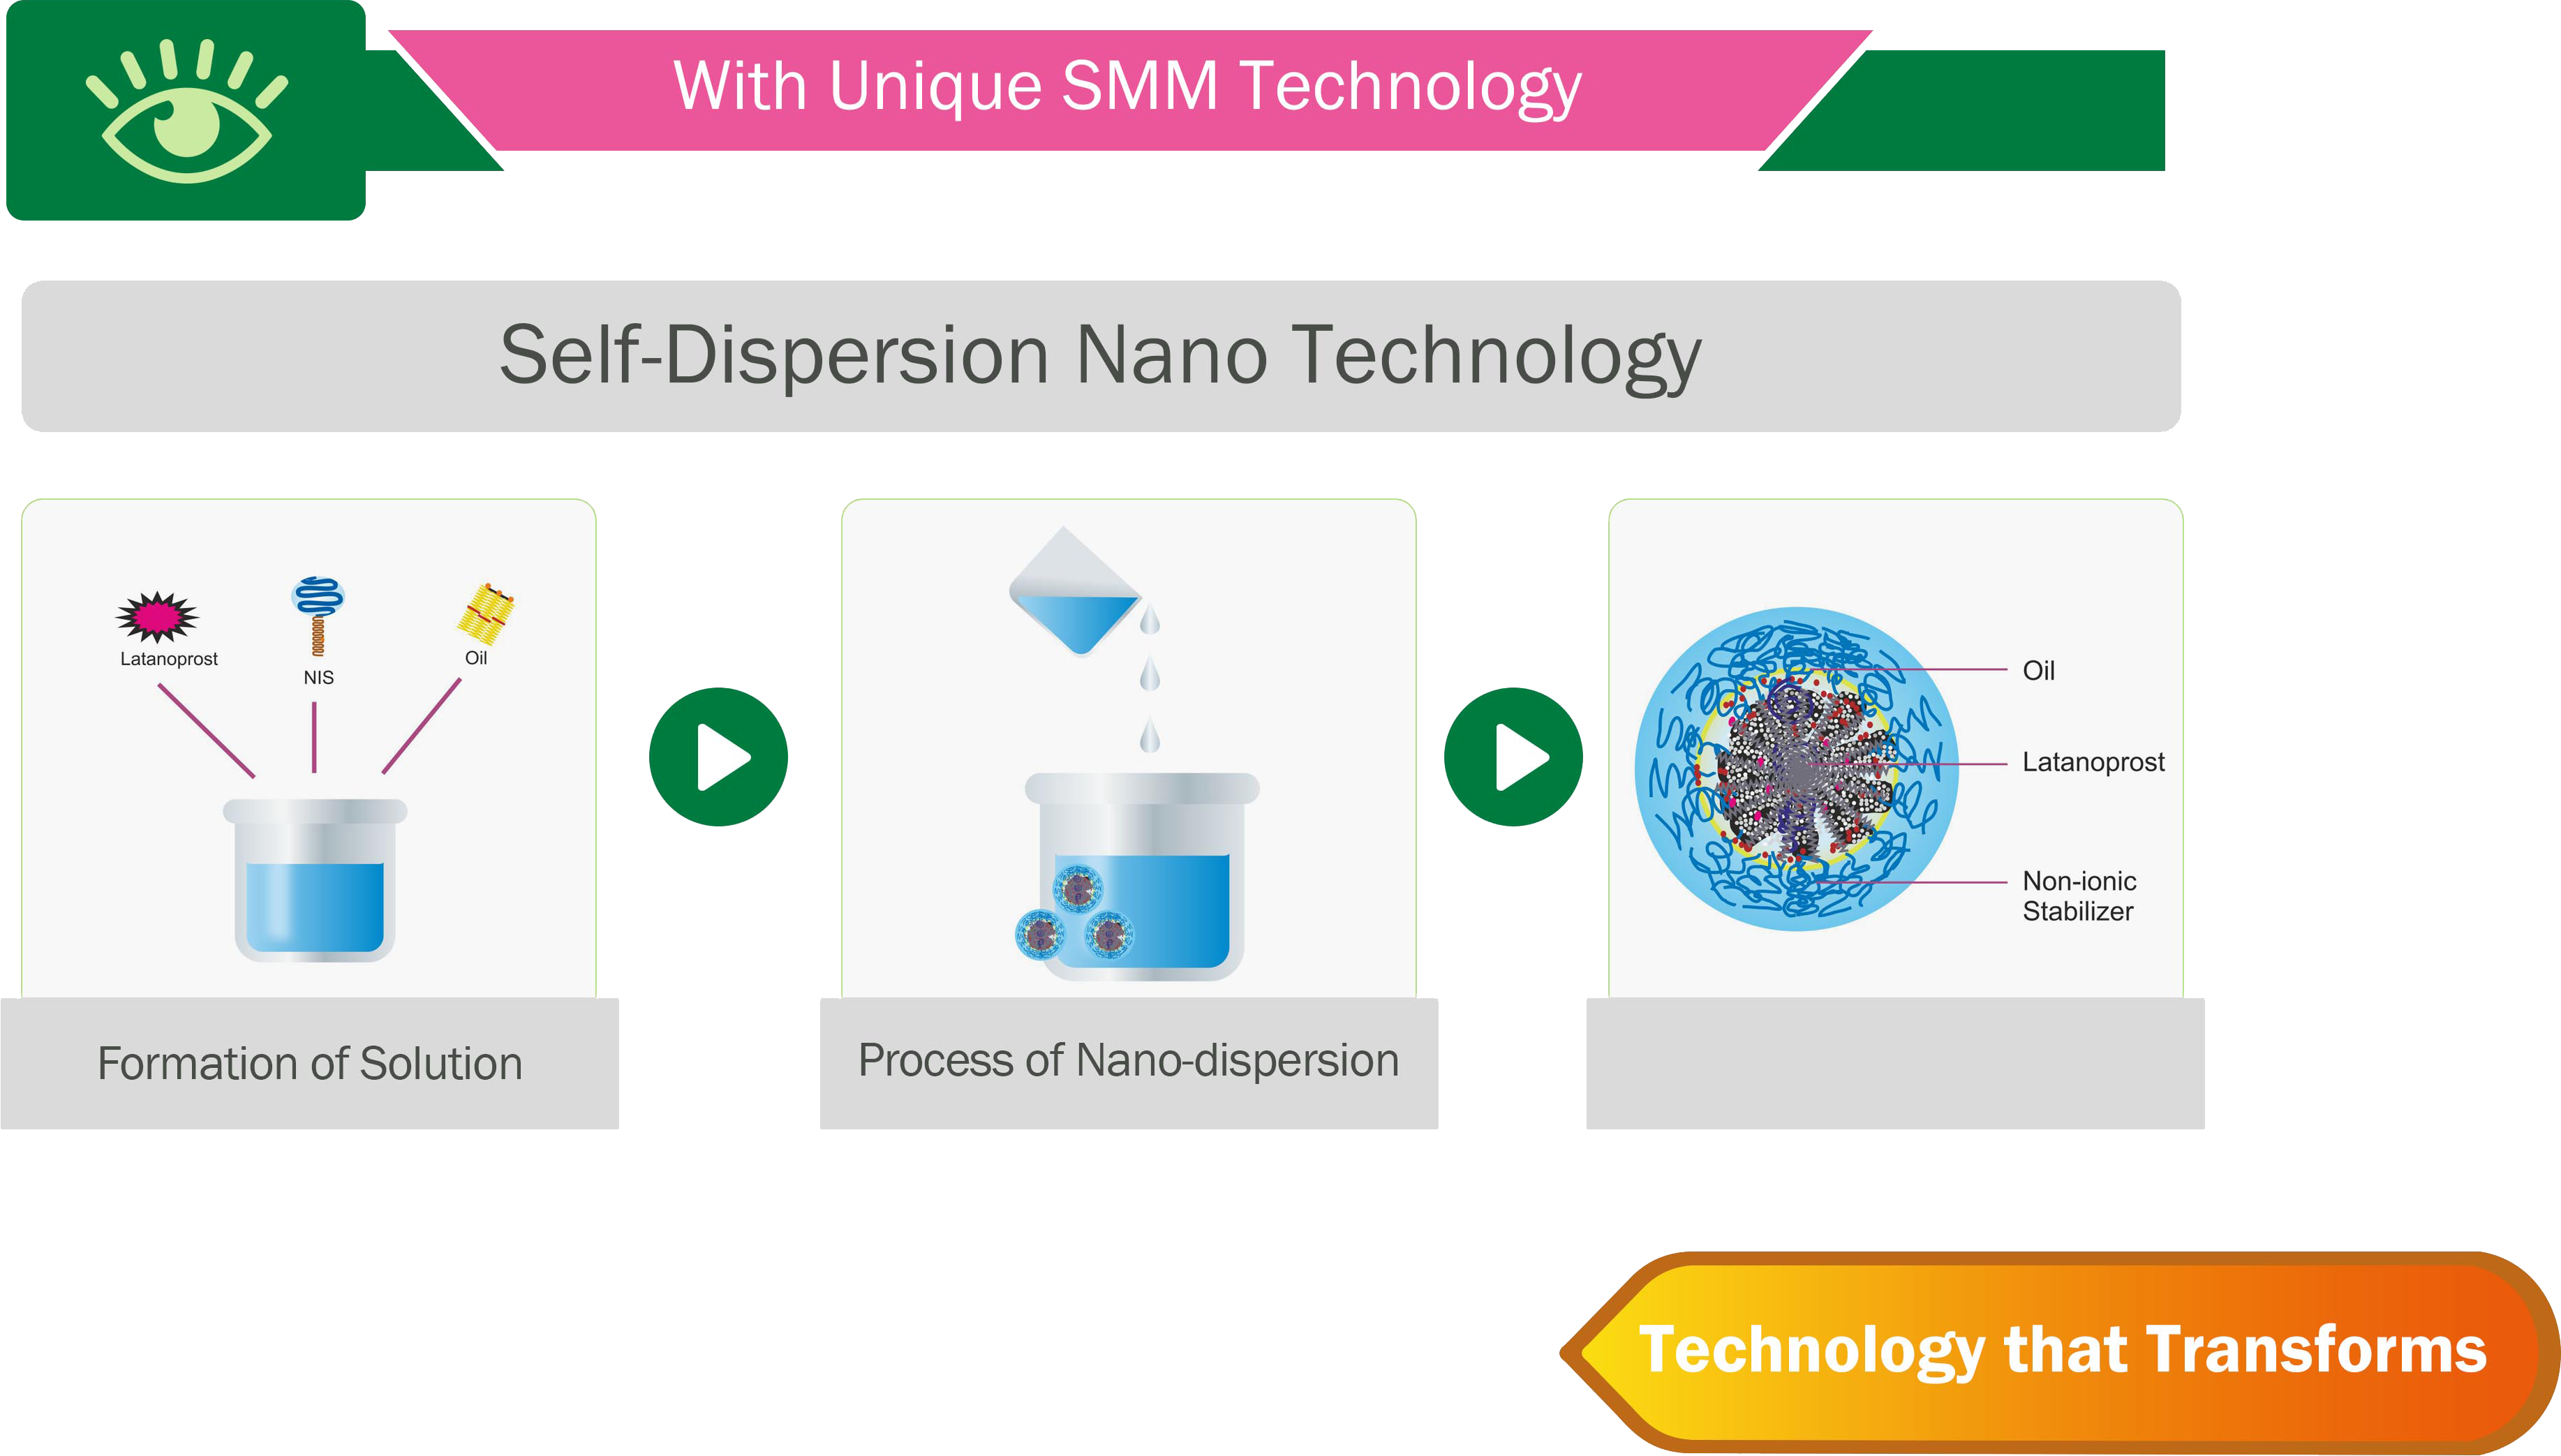 With Unique SMM Technology
Self-Dispersion Nano Technology
Latanoprost
NIS
Oil
Formation of Solution
Process of Nano-dispersion
Oil
Latanoprost
Non-ionic
Stabilizer
Technology that Transforms